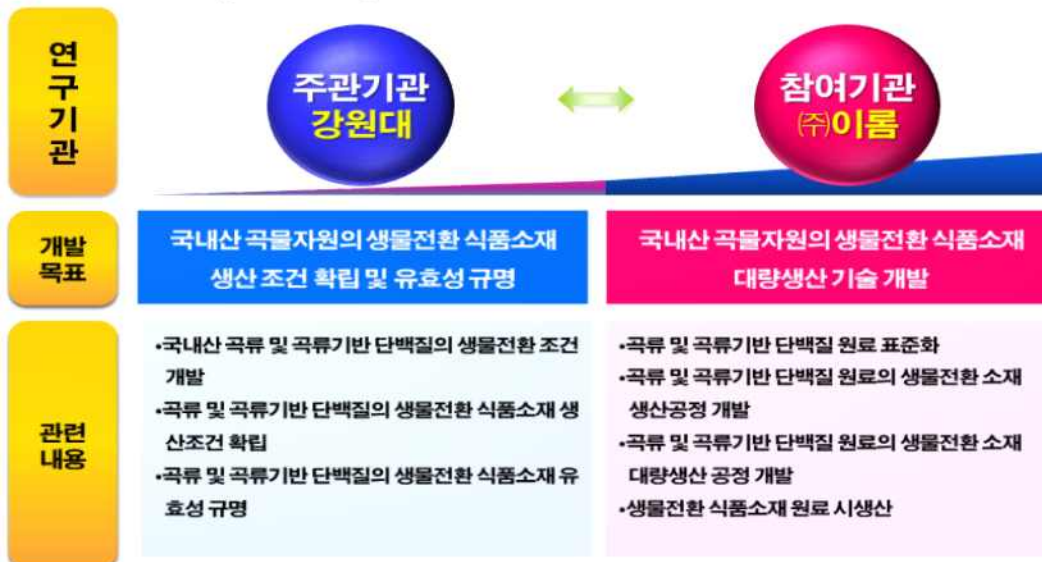 연구기관
주관기관
강원대
참여기관
㈜이롬
개발
목표
국내산 곡물자원의 생물전환 식품소재
생산 조건 확립 및 유효성 규명
국내산 곡물자원의 생물전환 식품소재
대량생산 기술 개발
관련
내용
•국내산 곡류 및 곡류기반 단백질의 생물전환 조건
개발
•곡류 및 곡류기반 단백질의 생물전환 식품소재 생
산조건 확립
•곡류 및 곡류기반 단백질의 생물전환 식품소재 유
효성 규명
•곡류 및 곡류기반 단백질 원료 표준화
•곡류 및 곡류기반 단백질 원료의 생물전환 소재
생산공정 개발
•곡류 및 곡류기반 단백질 원료의 생물전환 소재
대량생산 공정 개발
•생물전환 식품소재 원료 시생산